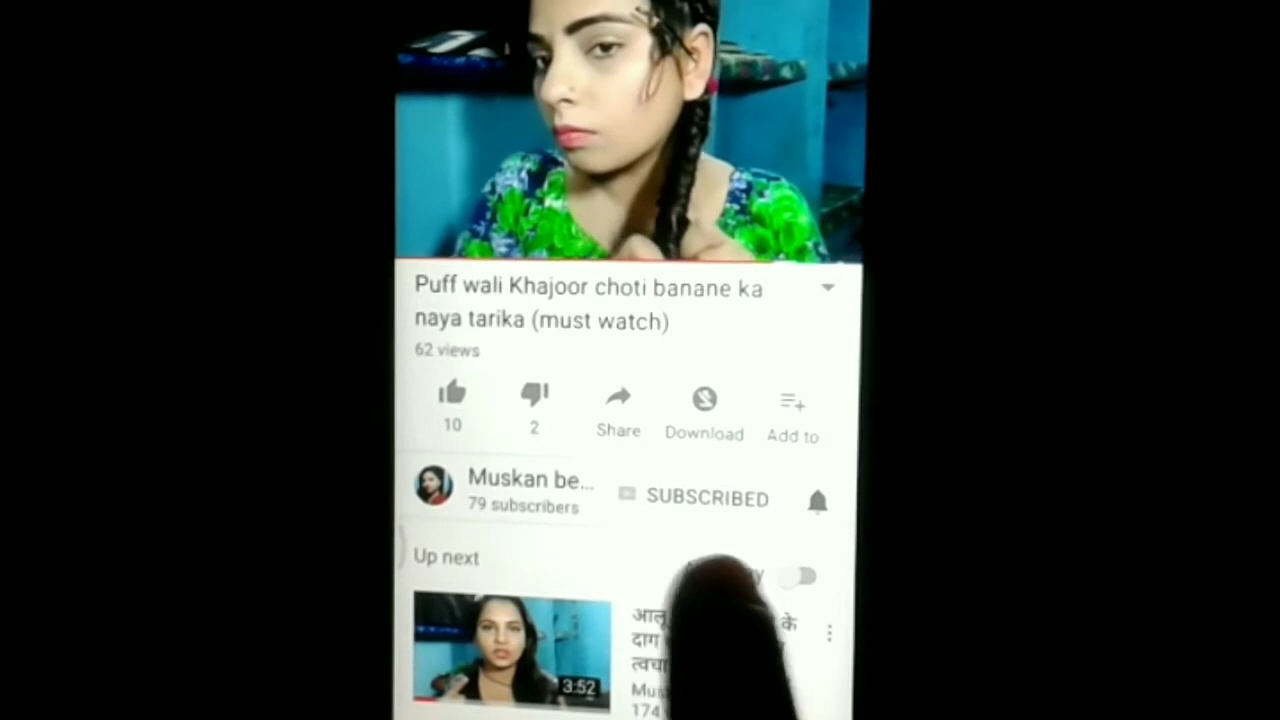 Puff wali Khajoor choti banane ka
naya tarika (must watch)
62 views
10
2
Share
Download
Add to
Muskan be...
79 subscribers
SUBSCRIBED
Up next
आलू के
दाग
त्वचा
3:52
174